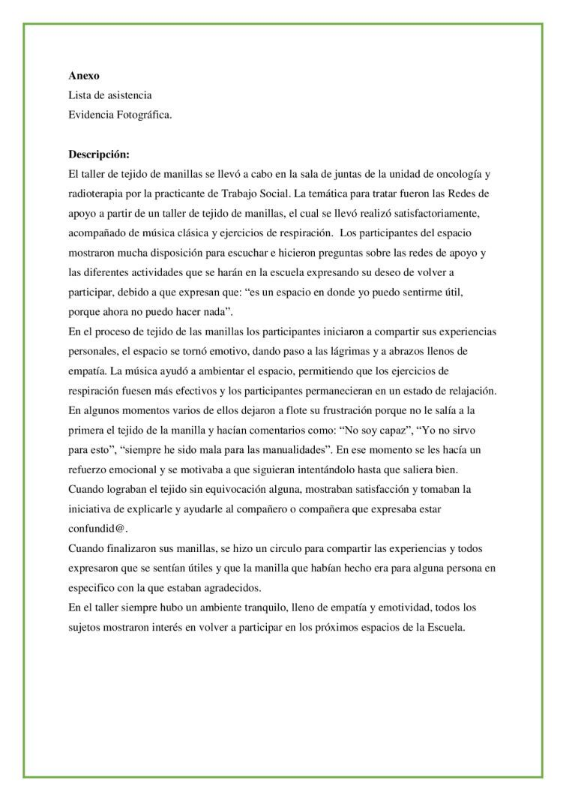 Anexo
Lista de asistencia
Evidencia Fotográfica.
Descripción:
El taller de tejido de manillas se llevó a cabo en la sala de juntas de la unidad de oncología y
radioterapia por la practicante de Trabajo Social. La temática para tratar fueron las Redes de
apoyo a partir de un taller de tejido de manillas, el cual se llevó realizó satisfactoriamente,
acompañado de música clásica y ejercicios de respiración.  Los participantes del espacio
mostraron mucha disposición para escuchar e hicieron preguntas sobre las redes de apoyo y
las diferentes actividades que se harán en la escuela expresando su deseo de volver a
participar, debido a que expresan que: “es un espacio en donde yo puedo sentirme útil,
porque ahora no puedo hacer nada”.
En el proceso de tejido de las manillas los participantes iniciaron a compartir sus experiencias
personales, el espacio se tornó emotivo, dando paso a las lágrimas y a abrazos llenos de
empatía. La música ayudó a ambientar el espacio, permitiendo que los ejercicios de
respiración fuesen más efectivos y los participantes permanecieran en un estado de relajación.
En algunos momentos varios de ellos dejaron a flote su frustración porque no le salía a la
primera el tejido de la manilla y hacían comentarios como: “No soy capaz”, “Yo no sirvo
para esto”, “siempre he sido mala para las manualidades”. En ese momento se les hacía un
refuerzo emocional y se motivaba a que siguieran intentándolo hasta que saliera bien.
Cuando lograban el tejido sin equivocación alguna, mostraban satisfacción y tomaban la
iniciativa de explicarle y ayudarle al compañero o compañera que expresaba estar
confundid@.
Cuando finalizaron sus manillas, se hizo un circulo para compartir las experiencias y todos
expresaron que se sentían útiles y que la manilla que habían hecho era para alguna persona en
especifico con la que estaban agradecidos.
En el taller siempre hubo un ambiente tranquilo, lleno de empatía y emotividad, todos los
sujetos mostraron interés en volver a participar en los próximos espacios de la Escuela.